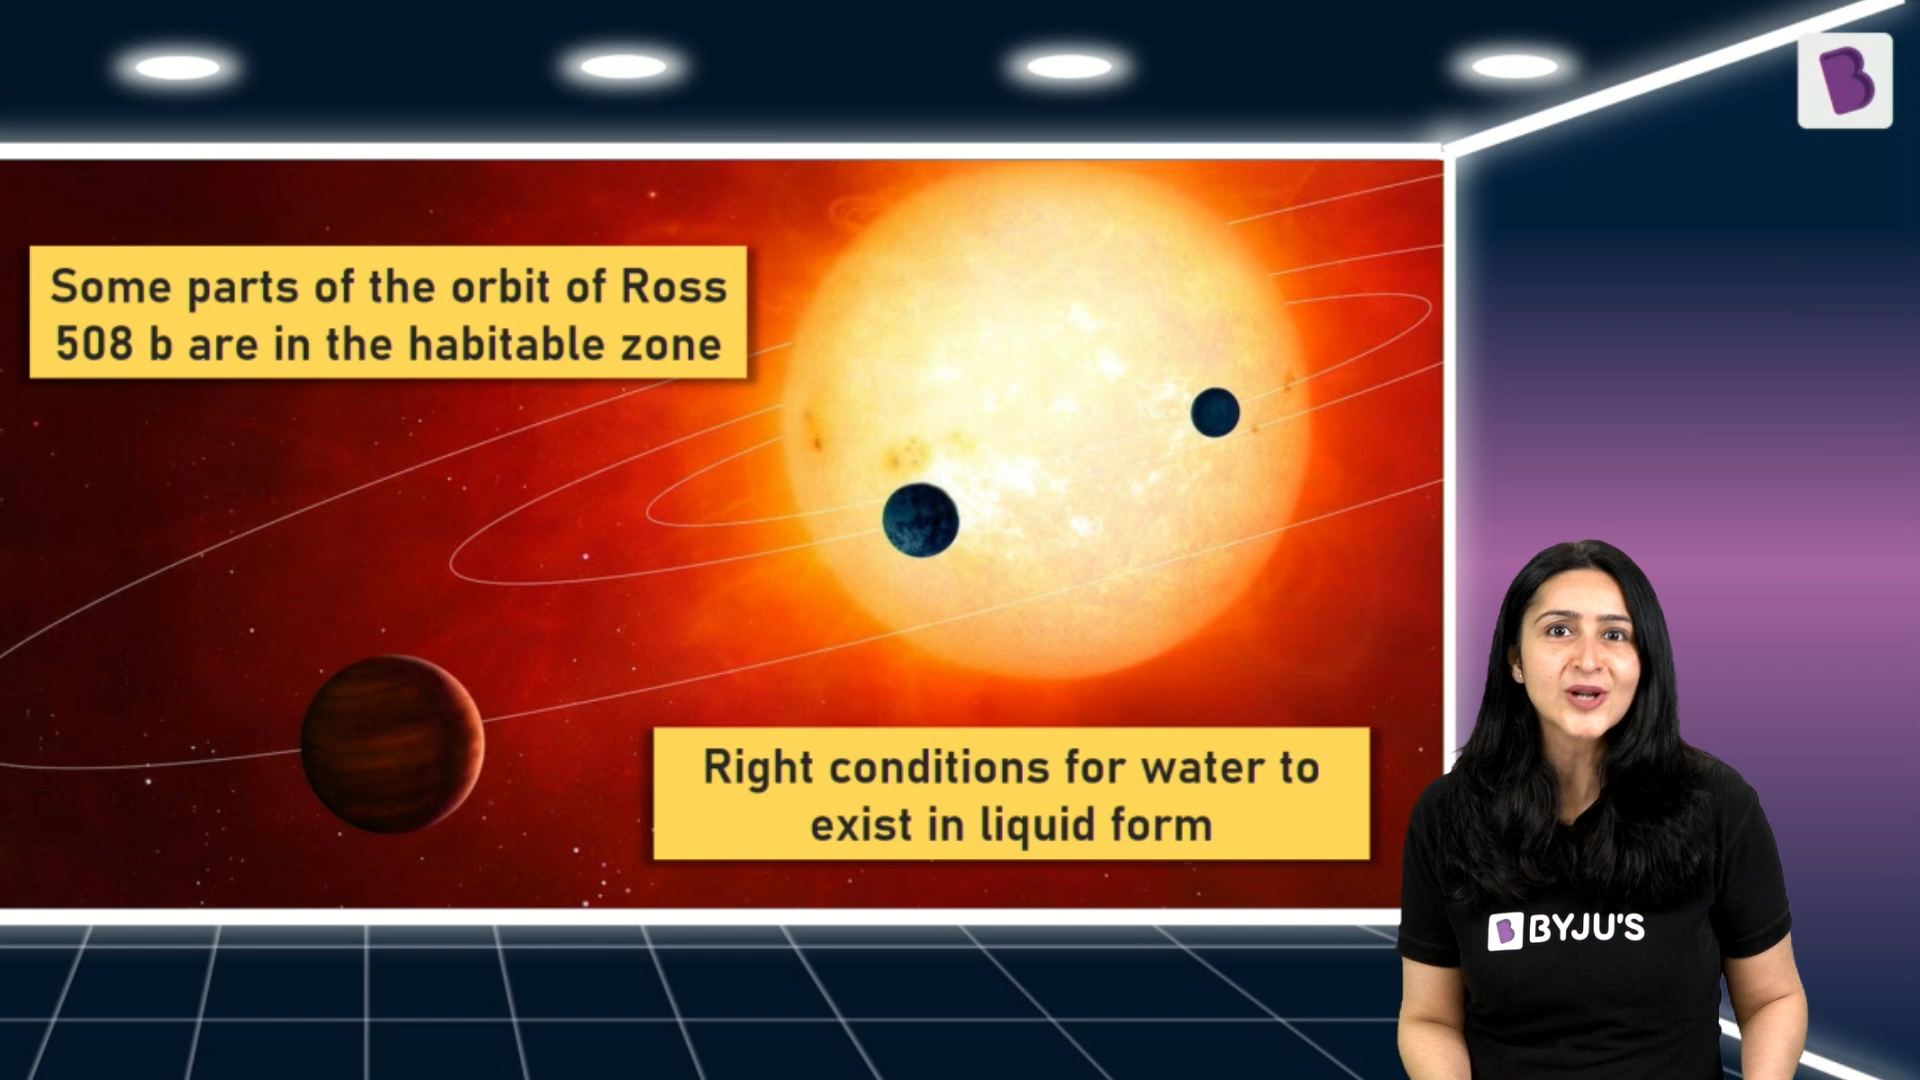 Some parts of the orbit of Ross
508 b are in the habitable zone
Right conditions for water to
exist in liquid form
B BYJU'S